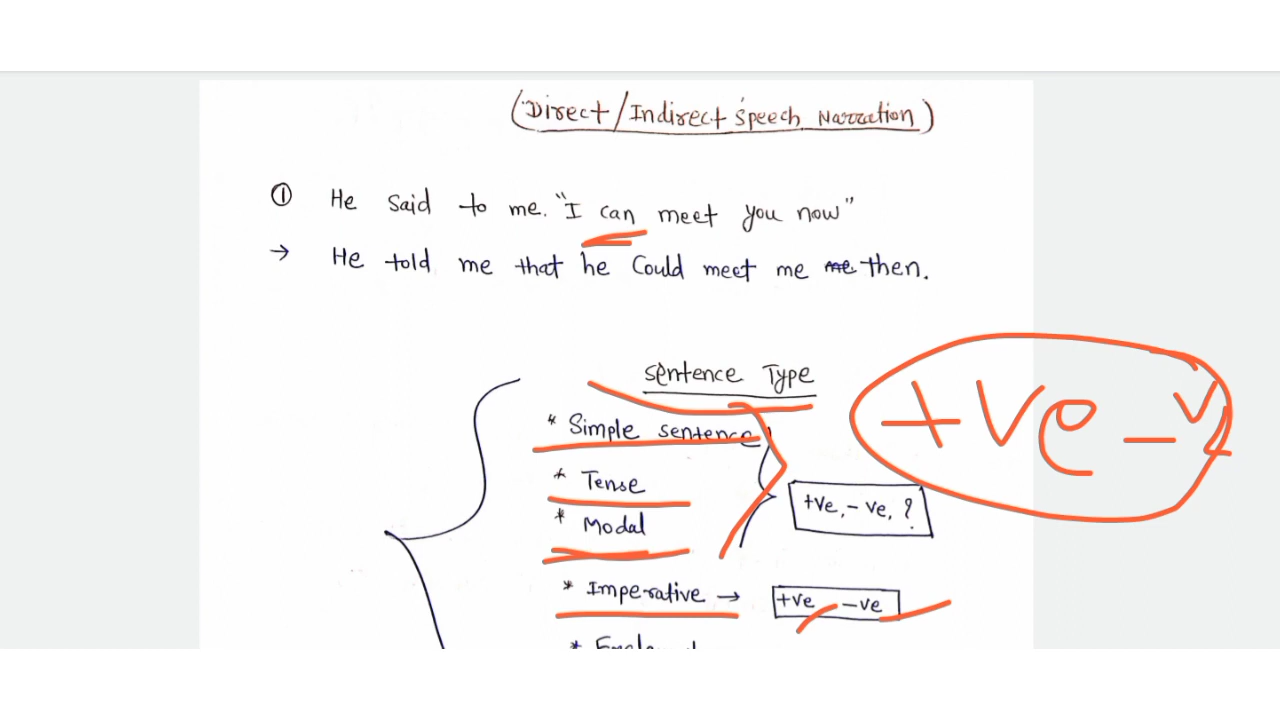 (Direct/Indirect speech Narration)
① He said to me. "I can meet you now"
→ He told me that he Could meet me me then.
Sentence Type
* Simple sentence
* Tense
* Modal
+ve, -ve, ?
+ve -ve
* Imperative → +ve -ve